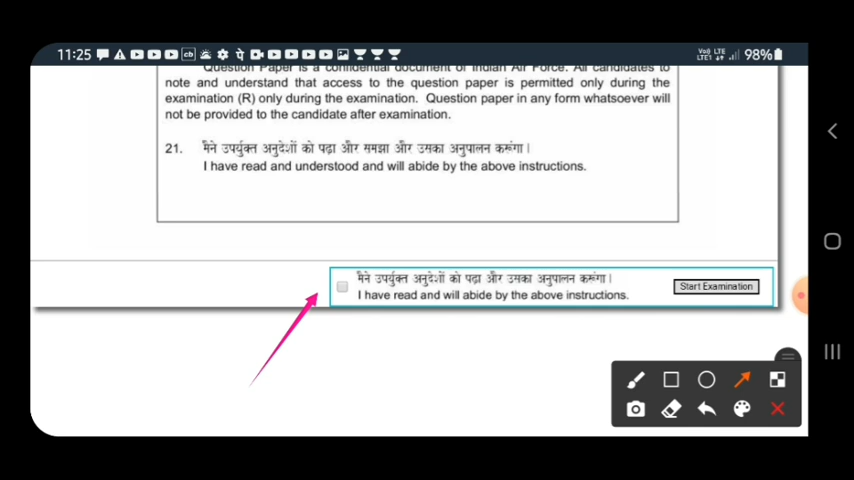 11:25 cb पे Vo) LTE LTE1 98%
Question Paper is a confidential document of Indian Air Force. All candidates to
note and understand that access to the question paper is permitted only during the
examination (R) only during the examination. Question paper in any form whatsoever will
not be provided to the candidate after examination.
21. मैने उपर्युक्त अनुदेशों को पढ़ा और समझा और उसका अनुपालन करूंगा।
I have read and understood and will abide by the above instructions.
मैने उपर्युक्त अनुदेशों को पढ़ा और उसका अनुपालन करूंगा।
I have read and will abide by the above instructions.
Start Examination